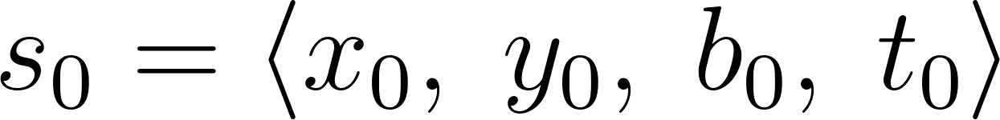 s₀ = ⟨x₀, y₀, b₀, t₀⟩